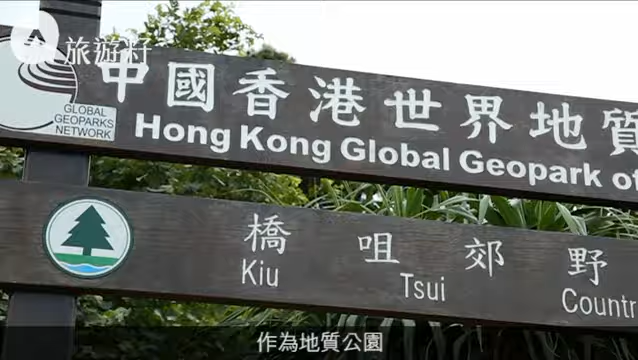 旅遊籽
GLOBAL
GEOPARKS
NETWORK
中國香港世界地質
Hong Kong Global Geopark of
橋咀郊野
Kiu Tsui Countr
作為地質公園